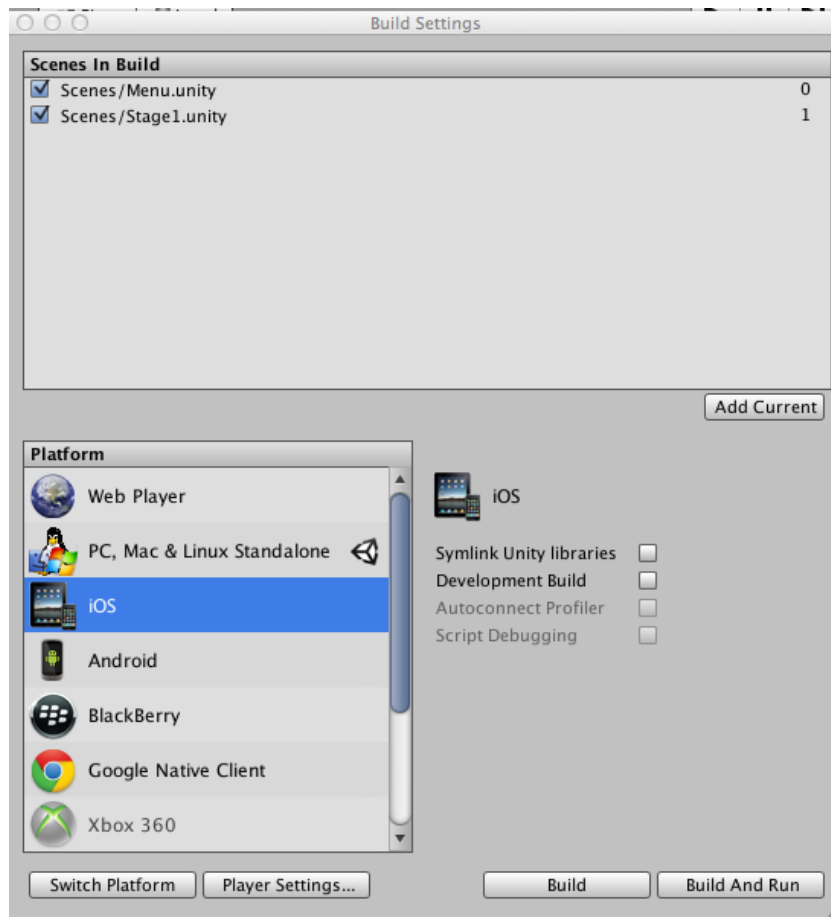 Build Settings
Scenes In Build
Scenes/Menu.unity 0
Scenes/Stage1.unity 1
Add Current
Platform
Web Player
PC, Mac & Linux Standalone
iOS
Android
BlackBerry
Google Native Client
Xbox 360
iOS
Symlink Unity libraries
Development Build
Autoconnect Profiler
Script Debugging
Switch Platform Player Settings... Build Build And Run